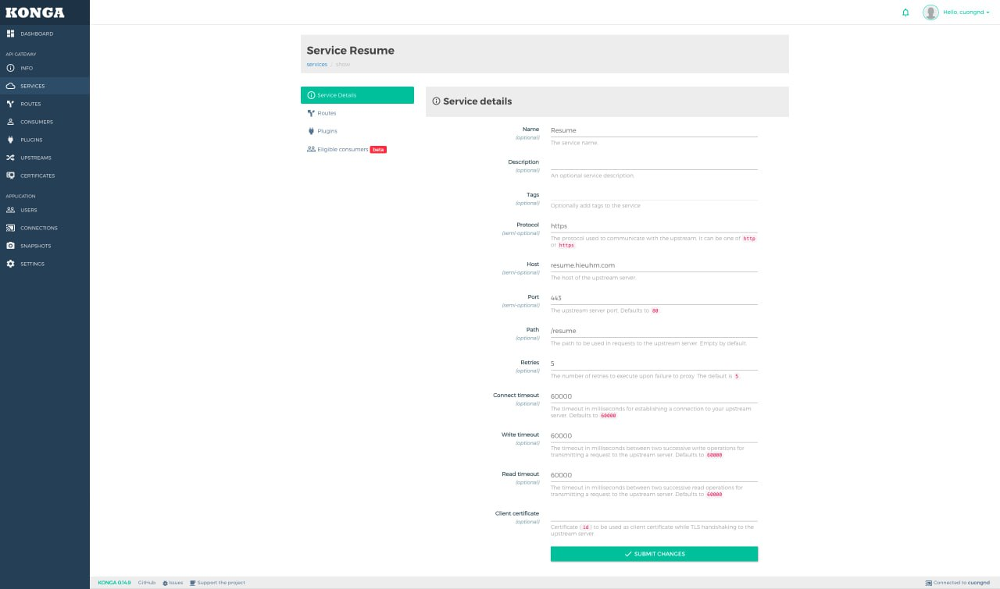 KONGA
Hello, cuongnd
DASHBOARD
API GATEWAY
INFO
SERVICES
ROUTES
CONSUMERS
PLUGINS
UPSTREAMS
CERTIFICATES
APPLICATION
USERS
CONNECTIONS
SNAPSHOTS
SETTINGS
Service Resume
services / show
Service Details
Routes
Plugins
Eligible consumers beta
Service details
Name
(optional)
Resume
The service name.
Description
(optional)
An optional service description.
Tags
(optional)
Optionally add tags to the service
Protocol
(semi-optional)
https
The protocol used to communicate with the upstream. It can be one of http
or https.
Host
(semi-optional)
resume.hieuhm.com
The host of the upstream server.
Port
(semi-optional)
443
The upstream server port. Defaults to 80.
Path
(optional)
/resume
The path to be used in requests to the upstream server. Empty by default.
Retries
(optional)
5
The number of retries to execute upon failure to proxy. The default is 5.
Connect timeout
(optional)
60000
The timeout in milliseconds for establishing a connection to your upstream
server. Defaults to 60000
Write timeout
(optional)
60000
The timeout in milliseconds between two successive write operations for
transmitting a request to the upstream server. Defaults to 60000
Read timeout
(optional)
60000
The timeout in milliseconds between two successive read operations for
transmitting a request to the upstream server. Defaults to 60000
Client certificate
(optional)
Certificate ( id ) to be used as client certificate while TLS handshaking to the
upstream server.
SUBMIT CHANGES
KONGA 0.14.9 GitHub Issues Support the project
Connected to cuongnd